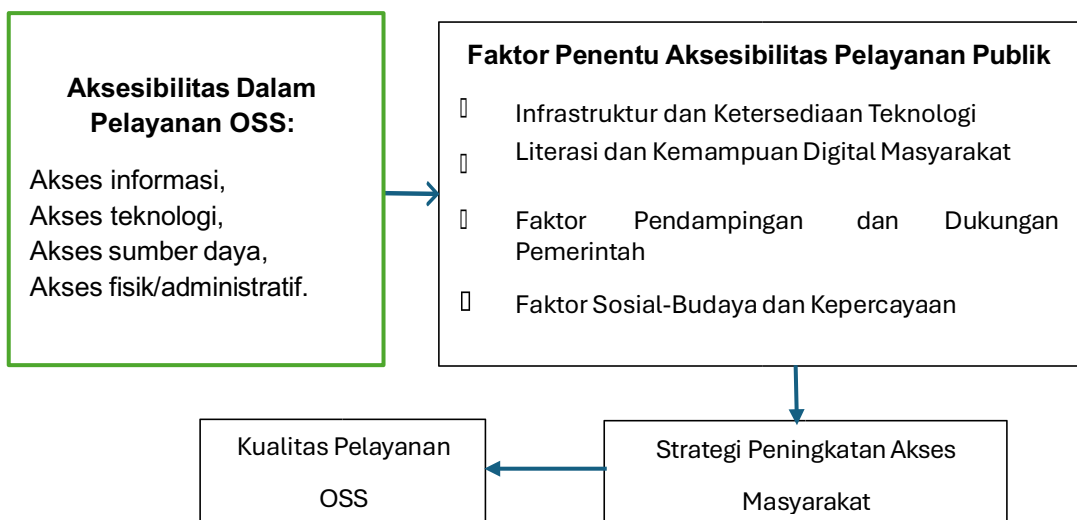 Aksesibilitas Dalam
Pelayanan OSS:
Akses informasi,
Akses teknologi,
Akses sumber daya,
Akses fisik/administratif.
Faktor Penentu Aksesibilitas Pelayanan Publik
Infrastruktur dan Ketersediaan Teknologi
Literasi dan Kemampuan Digital Masyarakat
Faktor Pendampingan dan Dukungan
Pemerintah
Faktor Sosial-Budaya dan Kepercayaan
Strategi Peningkatan Akses
Masyarakat
Kualitas Pelayanan
OSS